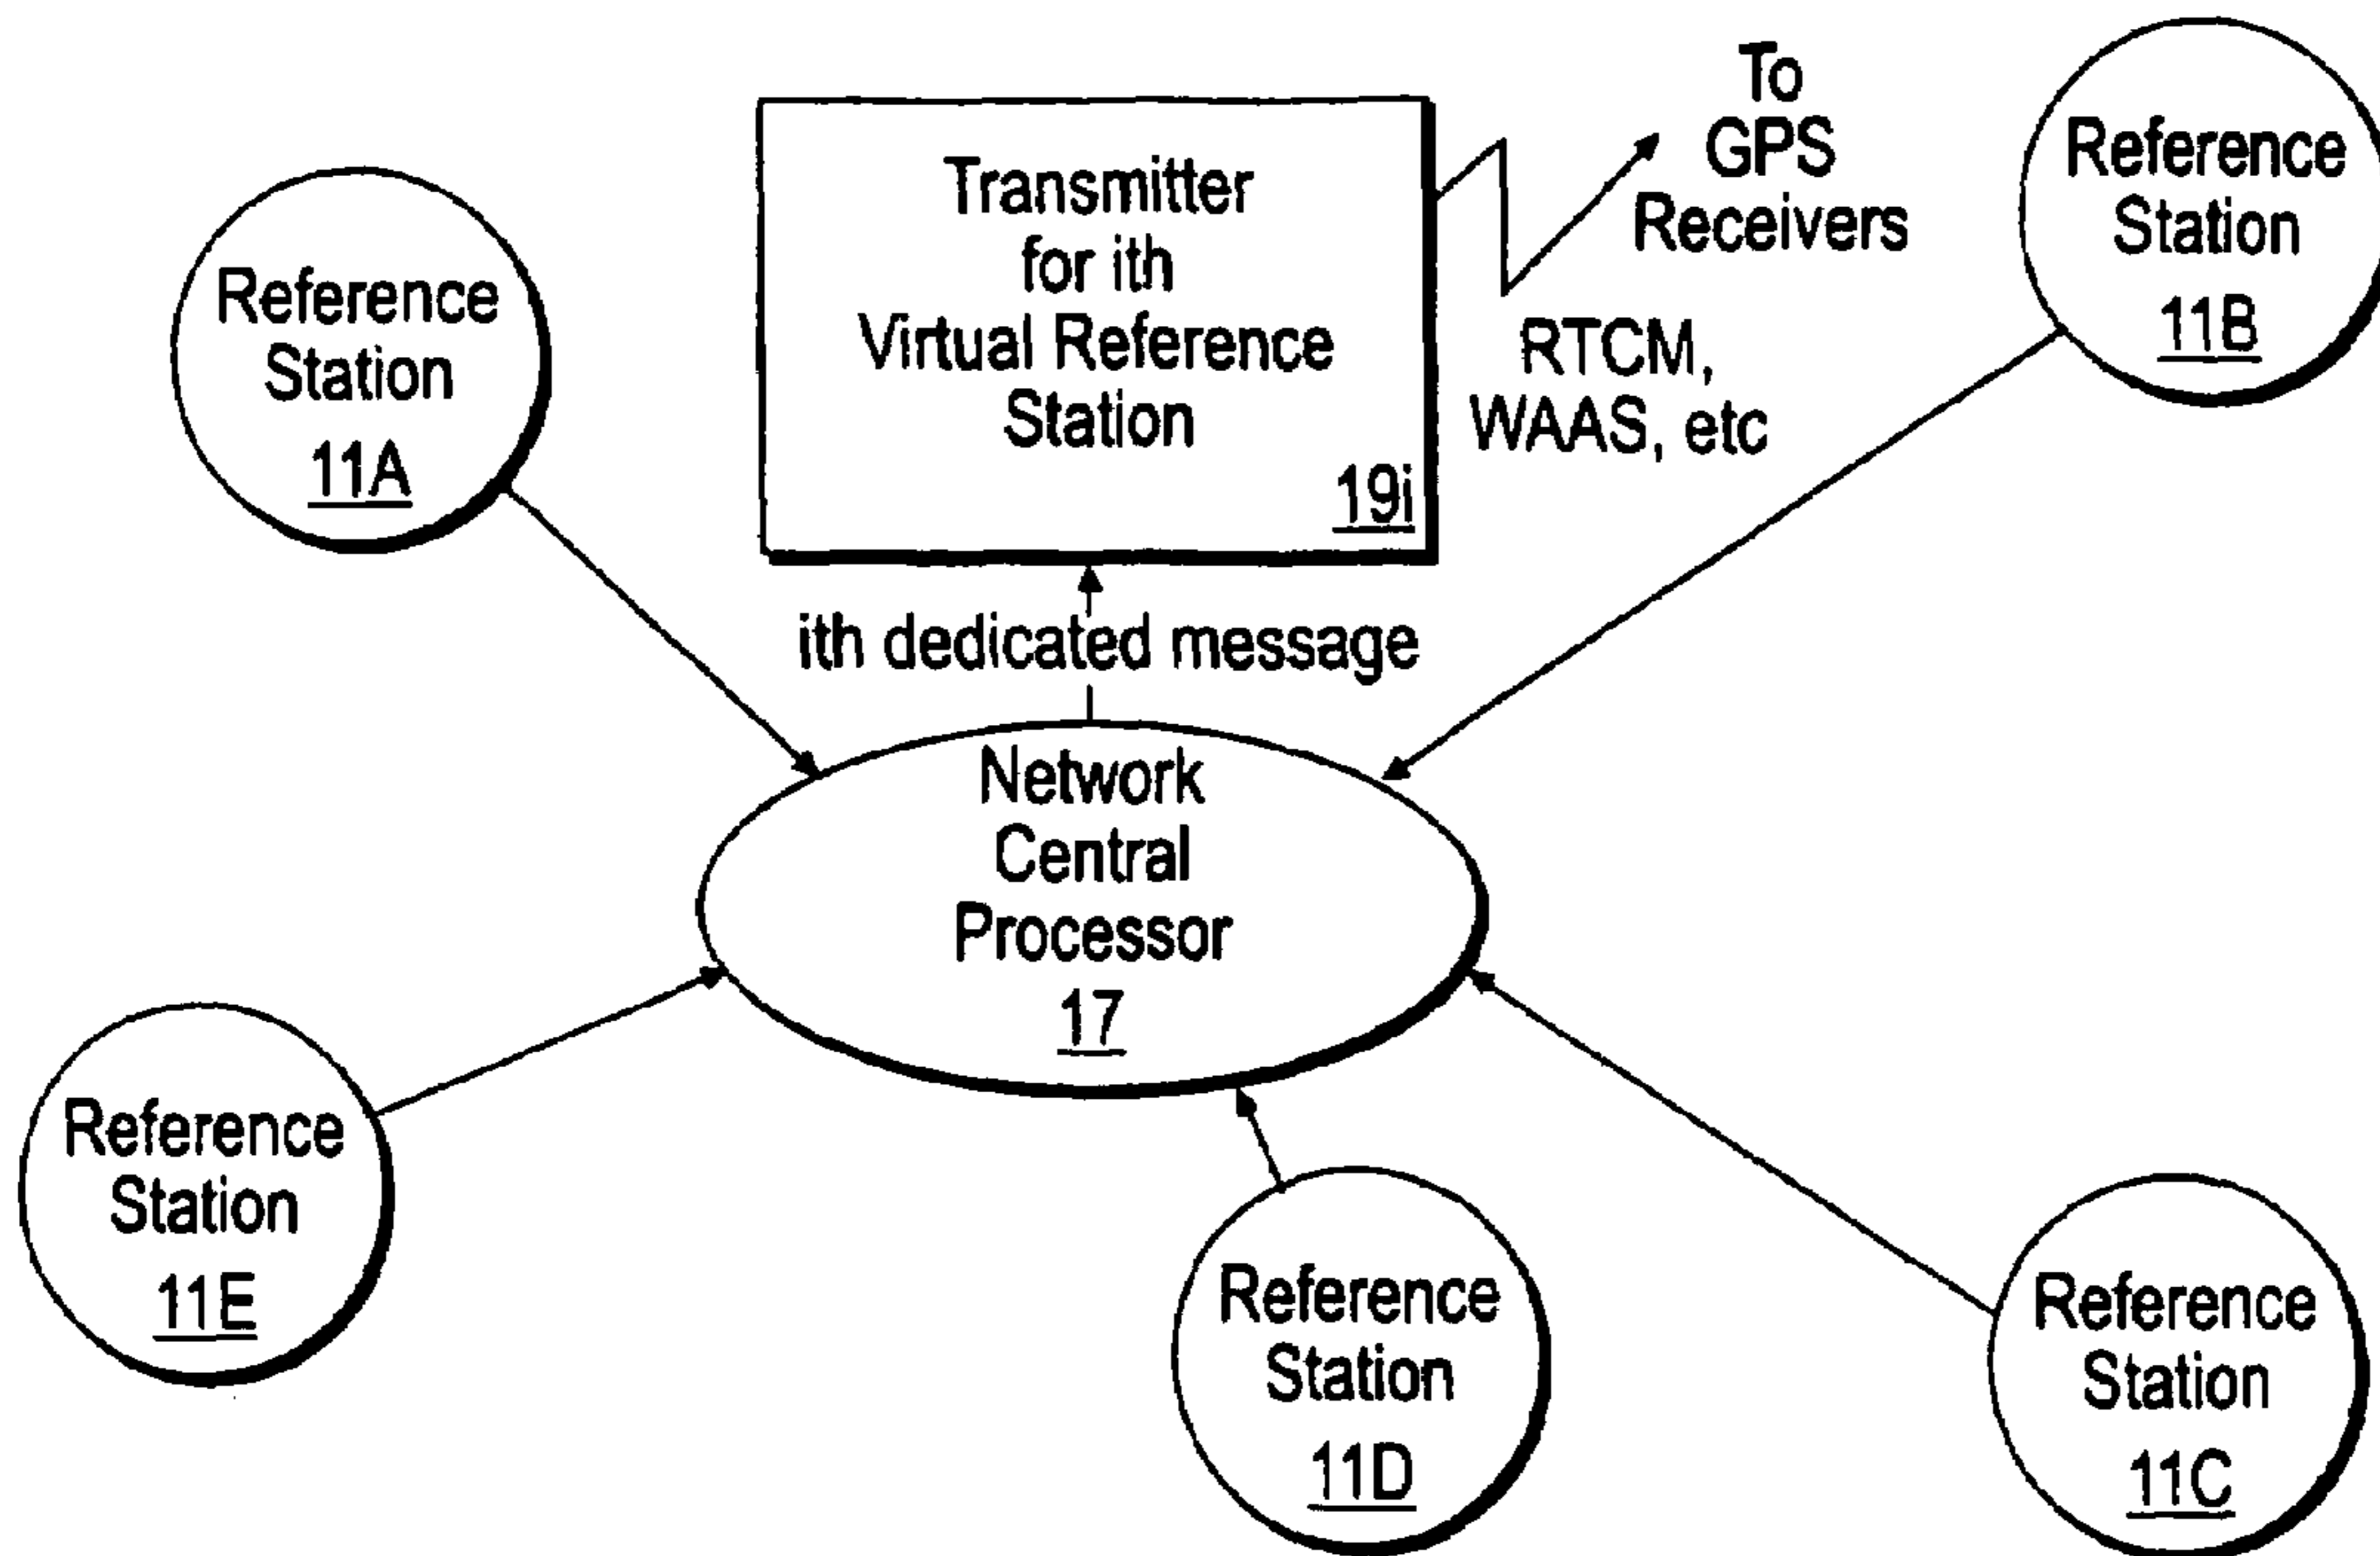 To
GPS
Receivers
Reference
Station
11B
Transmitter
for ith
Virtual Reference
Station
19i
Reference
Station
11A
RTCM,
WAAS, etc
ith dedicated message
Network
Central
Processor
17
Reference
Station
11E
Reference
Station
11D
Reference
Station
11C